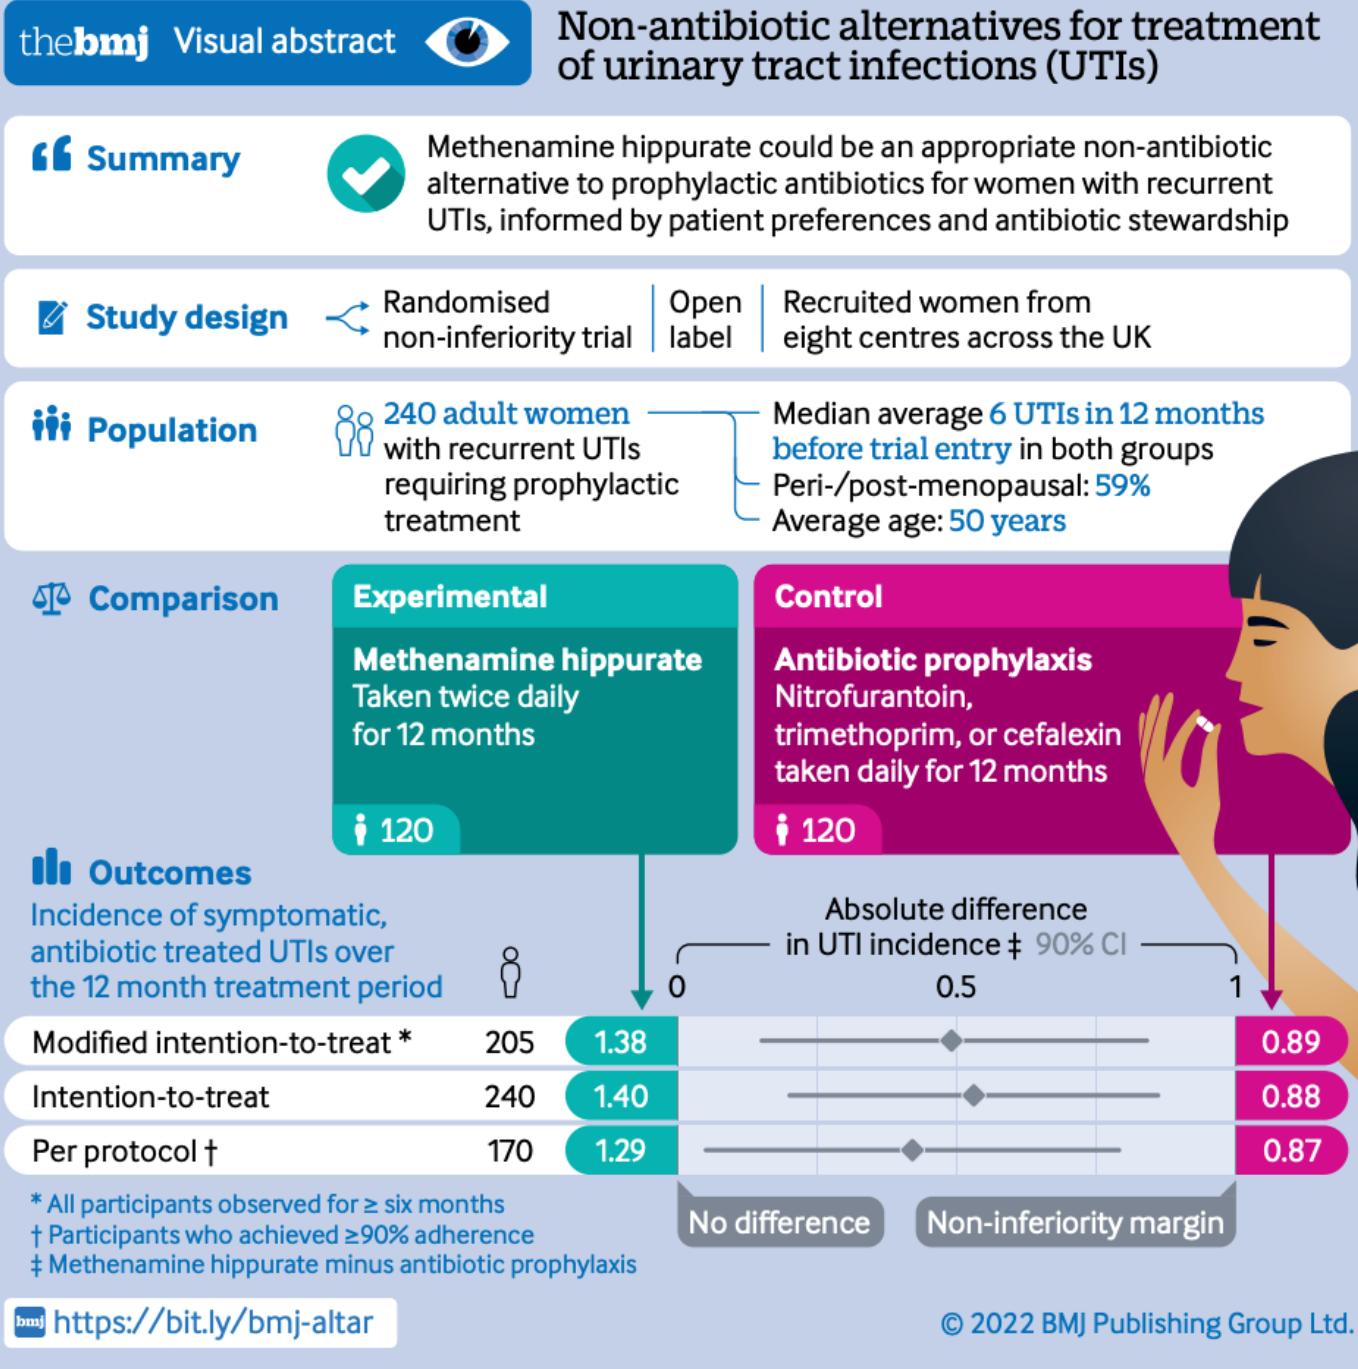 thebmj Visual abstract
Non-antibiotic alternatives for treatment
of urinary tract infections (UTIs)
Summary
Methenamine hippurate could be an appropriate non-antibiotic
alternative to prophylactic antibiotics for women with recurrent
UTIs, informed by patient preferences and antibiotic stewardship
Study design
Randomised
non-inferiority trial
Open
label
Recruited women from
eight centres across the UK
Population
240 adult women
with recurrent UTIs
requiring prophylactic
treatment
Median average 6 UTIs in 12 months
before trial entry in both groups
Peri-/post-menopausal: 59%
Average age: 50 years
Comparison
Experimental
Methenamine hippurate
Taken twice daily
for 12 months
120
Control
Antibiotic prophylaxis
Nitrofurantoin,
trimethoprim, or cefalexin
taken daily for 12 months
120
Outcomes
Incidence of symptomatic,
antibiotic treated UTIs over
the 12 month treatment period
Absolute difference
in UTI incidence ‡ 90% CI
0 0.5 1
Modified intention-to-treat * 205 1.38 0.89
Intention-to-treat 240 1.40 0.88
Per protocol † 170 1.29 0.87
No difference
Non-inferiority margin
* All participants observed for ≥ six months
† Participants who achieved ≥90% adherence
‡ Methenamine hippurate minus antibiotic prophylaxis
bmj https://bit.ly/bmj-altar
© 2022 BMJ Publishing Group Ltd.